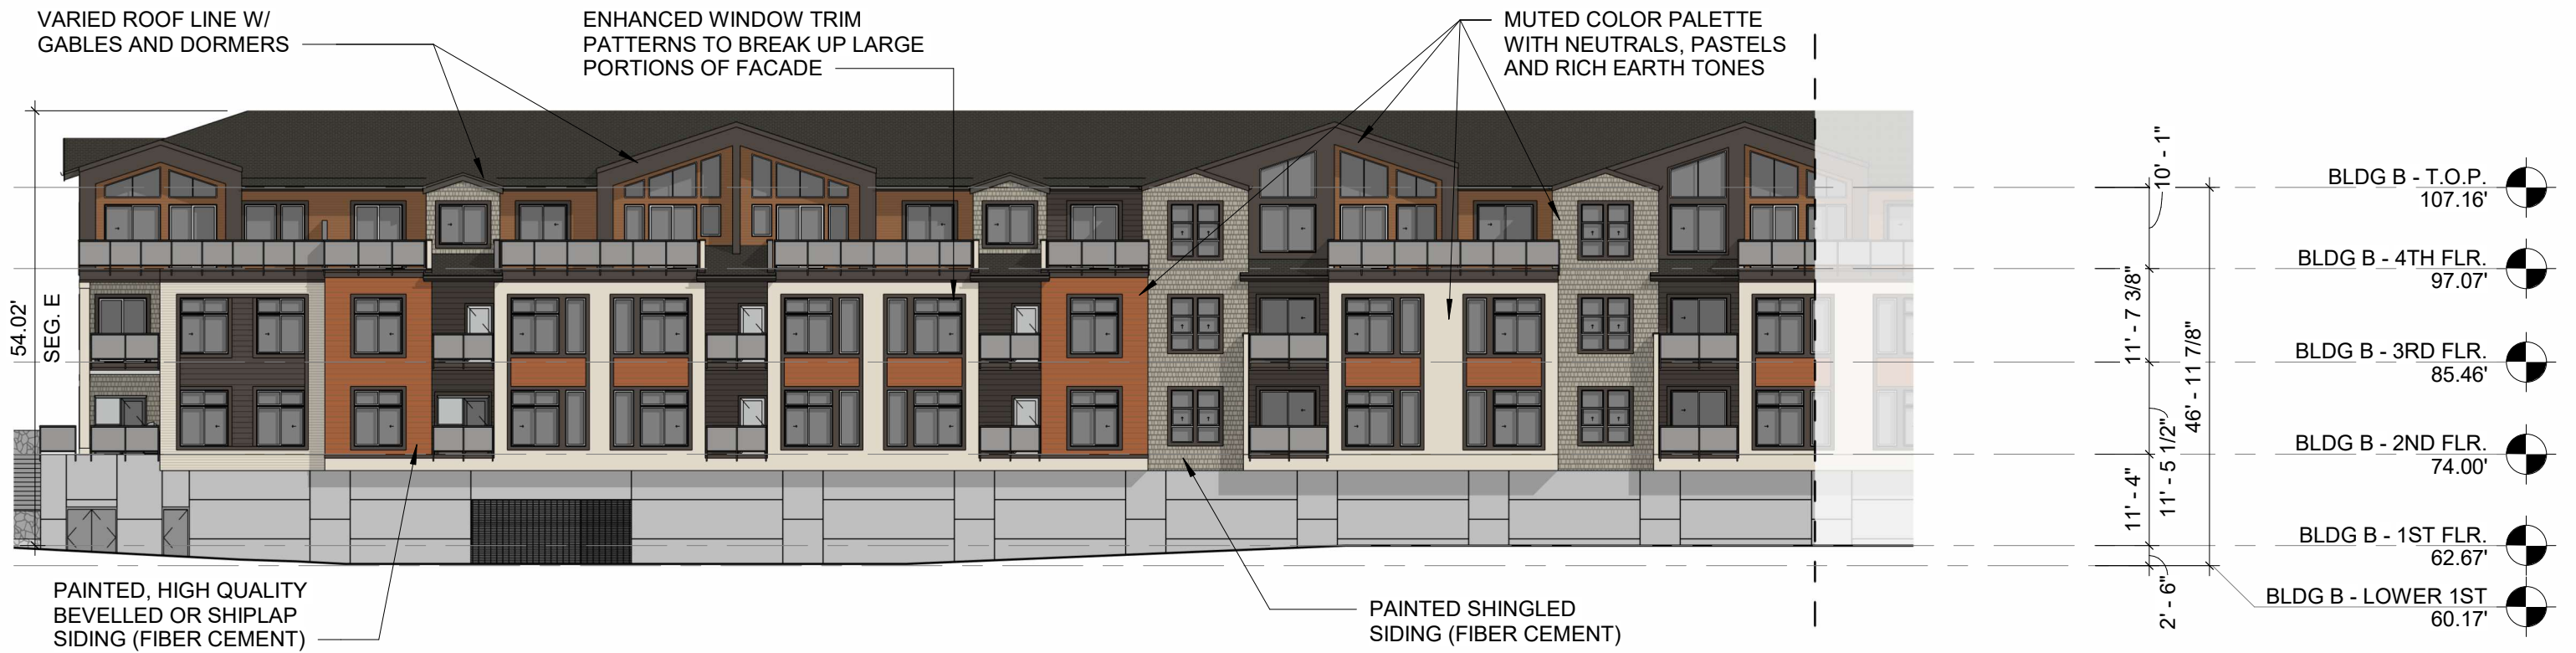 VARIED ROOF LINE W/
GABLES AND DORMERS
ENHANCED WINDOW TRIM
PATTERNS TO BREAK UP LARGE
PORTIONS OF FACADE
MUTED COLOR PALETTE
WITH NEUTRALS, PASTELS
AND RICH EARTH TONES
54.02'
SEG. E
10' - 1"
11' - 7 3/8"
46' - 11 7/8"
11' - 5 1/2"
11' - 4"
2' - 6"
BLDG B - T.O.P.
107.16'
BLDG B - 4TH FLR.
97.07'
BLDG B - 3RD FLR.
85.46'
BLDG B - 2ND FLR.
74.00'
BLDG B - 1ST FLR.
62.67'
BLDG B - LOWER 1ST
60.17'
PAINTED, HIGH QUALITY
BEVELLED OR SHIPLAP
SIDING (FIBER CEMENT)
PAINTED SHINGLED
SIDING (FIBER CEMENT)